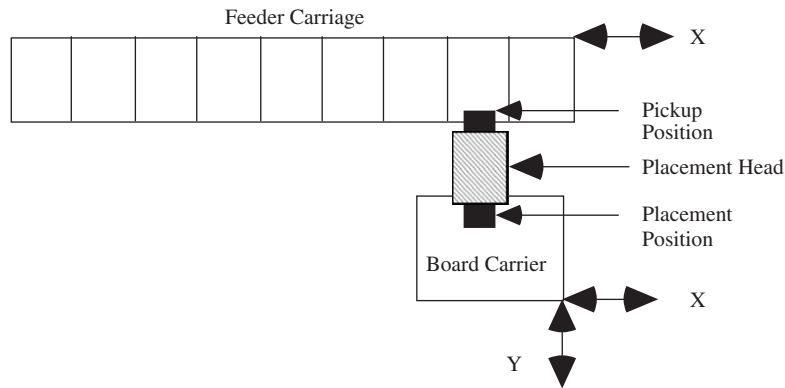 Feeder Carriage
X
Pickup
Position
Placement Head
Placement
Position
Board Carrier
X
Y